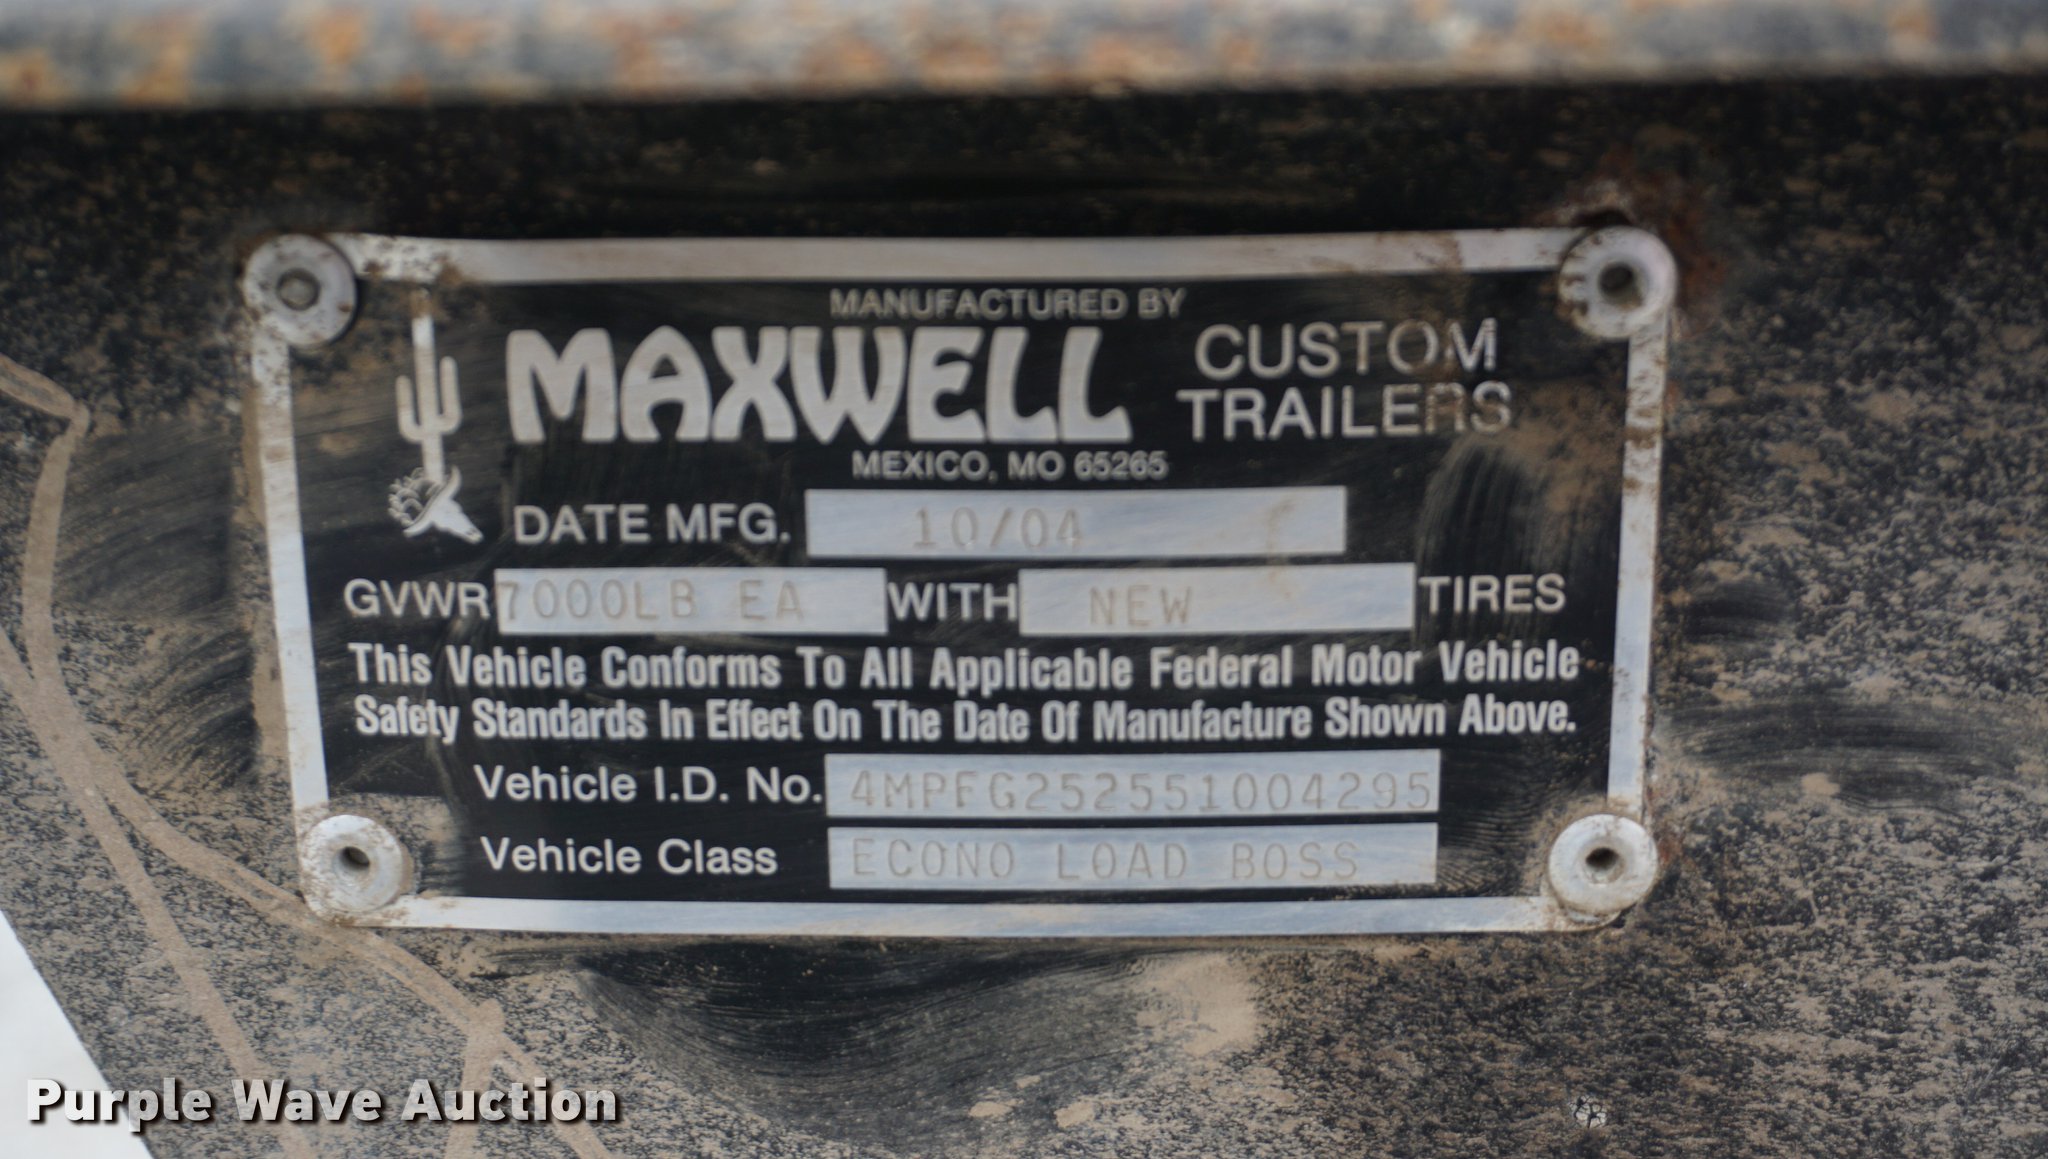 MANUFACTURED BY
MAXWELL CUSTOM TRAILERS
MEXICO, MO 65265
DATE MFG. 10/04
GVWR 7000LB EA WITH NEW TIRES
This Vehicle Conforms To All Applicable Federal Motor Vehicle
Safety Standards In Effect On The Date Of Manufacture Shown Above.
Vehicle I.D. No. 4MPFG252551004295
Vehicle Class ECONO LOAD BOSS
Purple Wave Auction